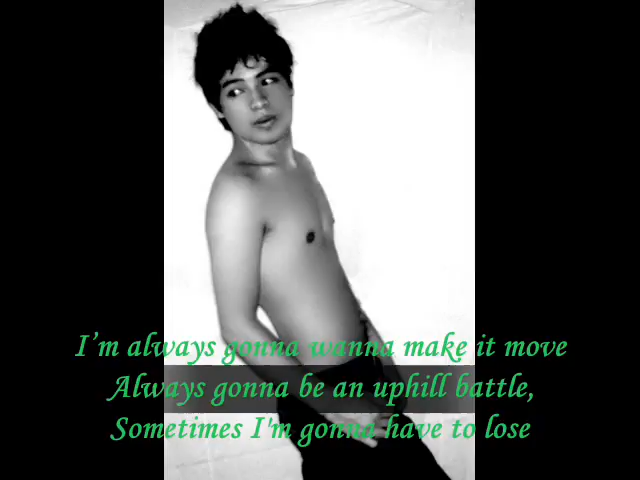 I’m always gonna wanna make it move
Always gonna be an uphill battle,
Sometimes I'm gonna have to lose